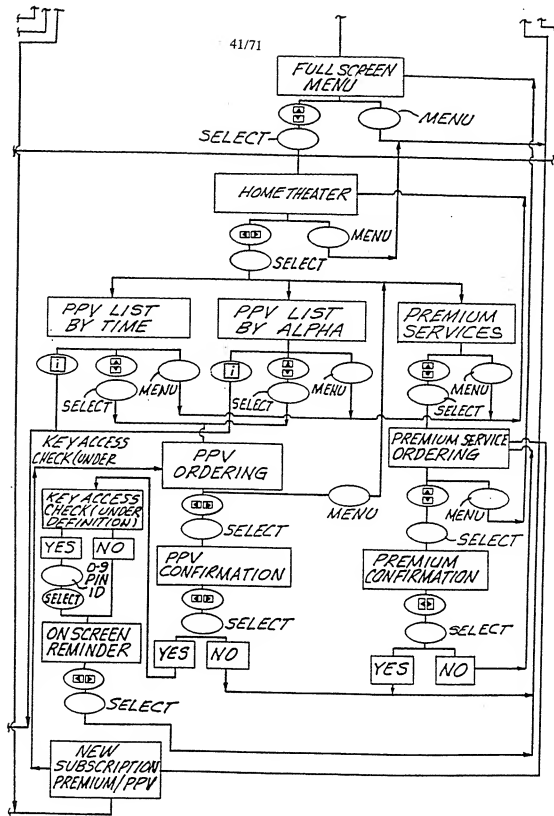 41/71
FULL SCREEN
MENU
MENU
SELECT
HOME THEATER
MENU
SELECT
PPV LIST
BY TIME
PPV LIST
BY ALPHA
PREMIUM
SERVICES
i
MENU
SELECT
i
MENU
SELECT
MENU
SELECT
KEY ACCESS
CHECK (UNDER
PPV
ORDERING
PREMIUM SERVICE
ORDERING
KEY ACCESS
CHECK (UNDER
DEFINITION)
MENU
SELECT
MENU
SELECT
YES
NO
0-9
PIN
ID
SELECT
PPV
CONFIRMATION
PREMIUM
CONFIRMATION
SELECT
SELECT
ON SCREEN
REMINDER
YES
NO
YES
NO
SELECT
NEW
SUBSCRIPTION
PREMIUM/PPV